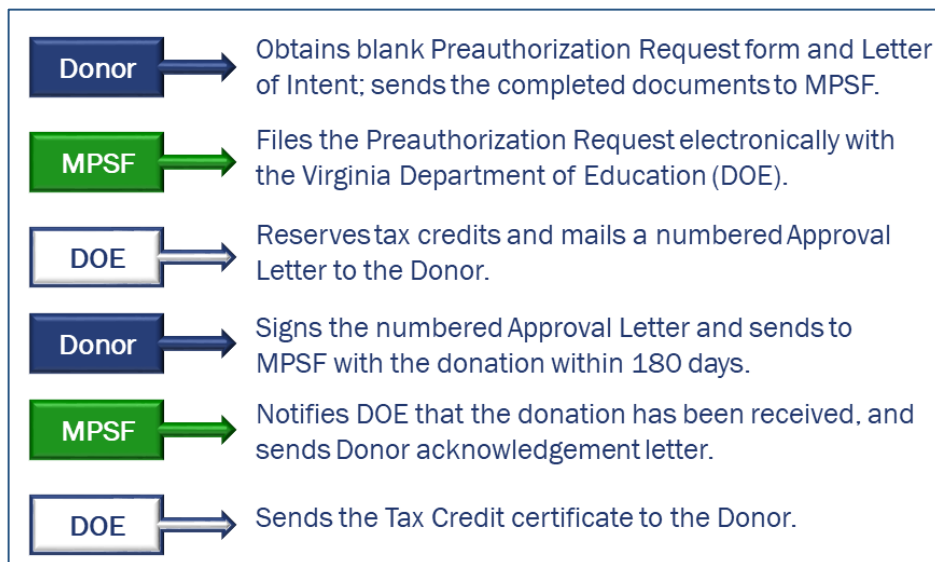 Donor
Obtains blank Preauthorization Request form and Letter
of Intent; sends the completed documents to MPSF.
MPSF
Files the Preauthorization Request electronically with
the Virginia Department of Education (DOE).
DOE
Reserves tax credits and mails a numbered Approval
Letter to the Donor.
Donor
Signs the numbered Approval Letter and sends to
MPSF with the donation within 180 days.
MPSF
Notifies DOE that the donation has been received, and
sends Donor acknowledgement letter.
DOE
Sends the Tax Credit certificate to the Donor.